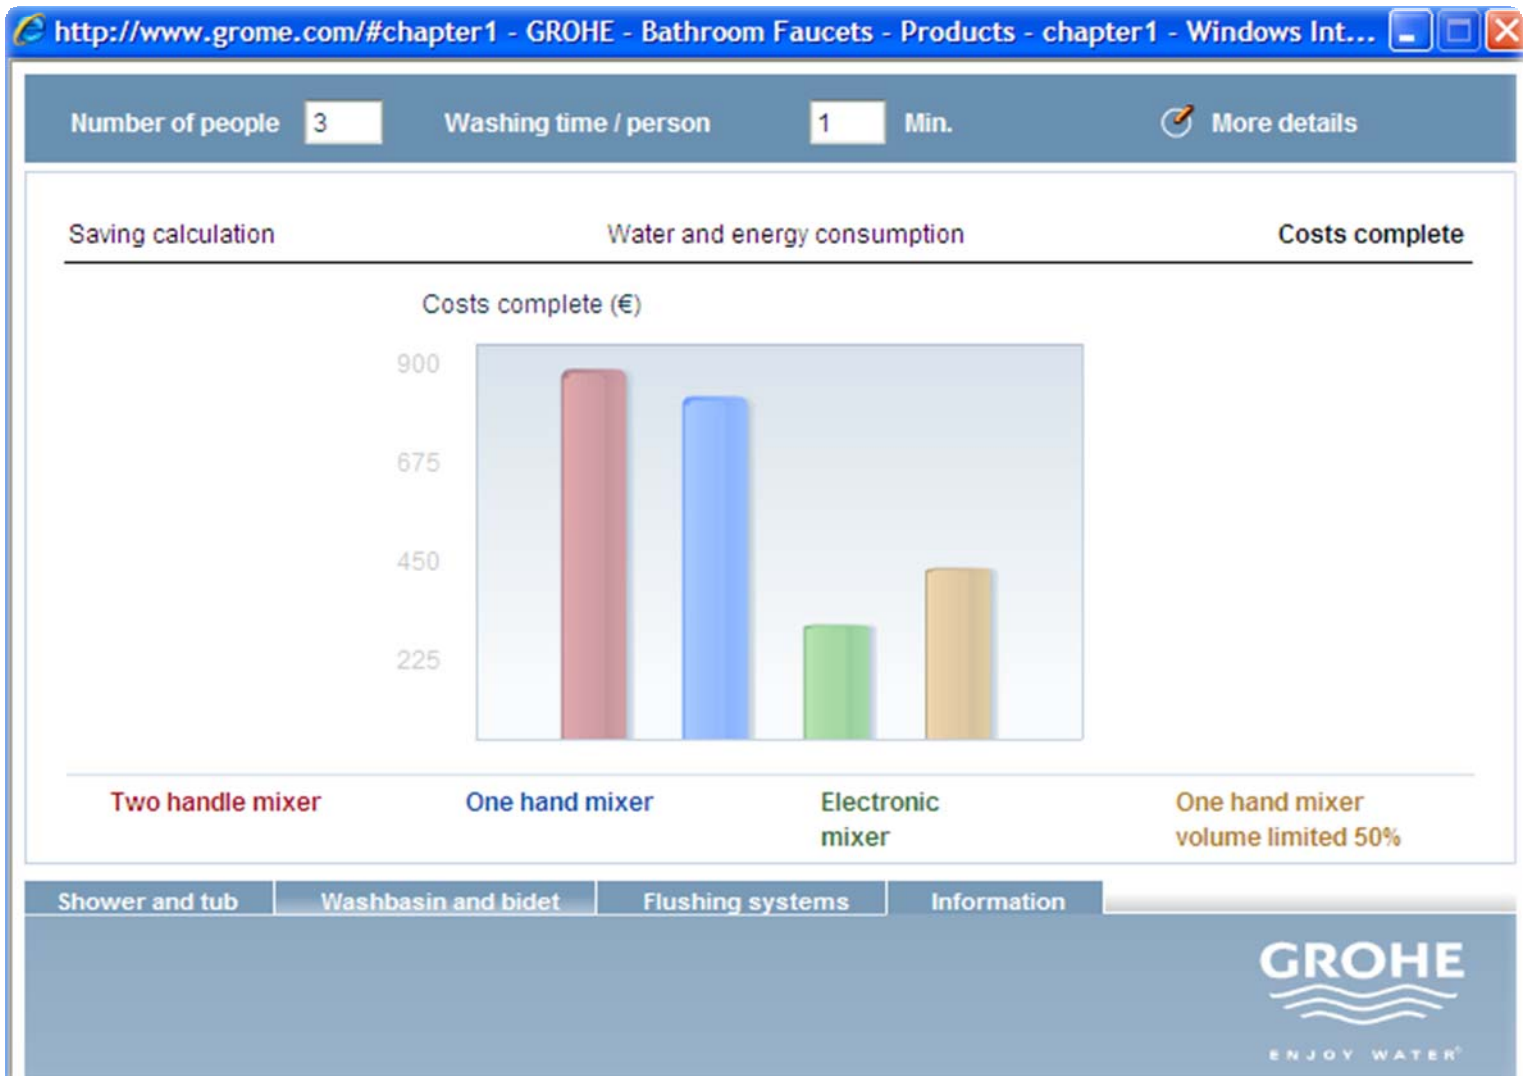 http://www.grome.com/#chapter1 - GROHE - Bathroom Faucets - Products - chapter1 - Windows Int...
Number of people 3 Washing time / person 1 Min. More details
Saving calculation Water and energy consumption Costs complete
Costs complete (€)
900
675
450
225
Two handle mixer One hand mixer Electronic mixer One hand mixer volume limited 50%
Shower and tub Washbasin and bidet Flushing systems Information
GROHE
ENJOY WATER®